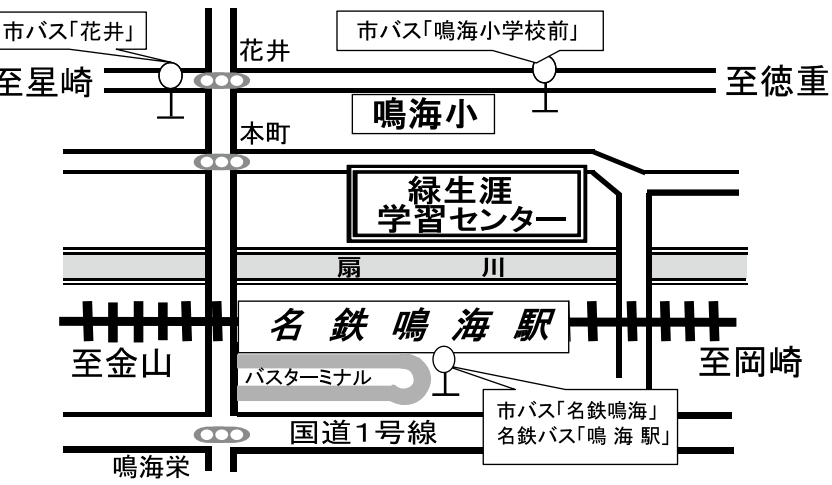 市バス「花井」
市バス「鳴海小学校前」
花井
至星崎
至徳重
鳴海小
本町
緑生涯
学習センター
扇川
名鉄鳴海駅
至金山
至岡崎
バスターミナル
市バス「名鉄鳴海」
名鉄バス「鳴海駅」
国道1号線
鳴海栄